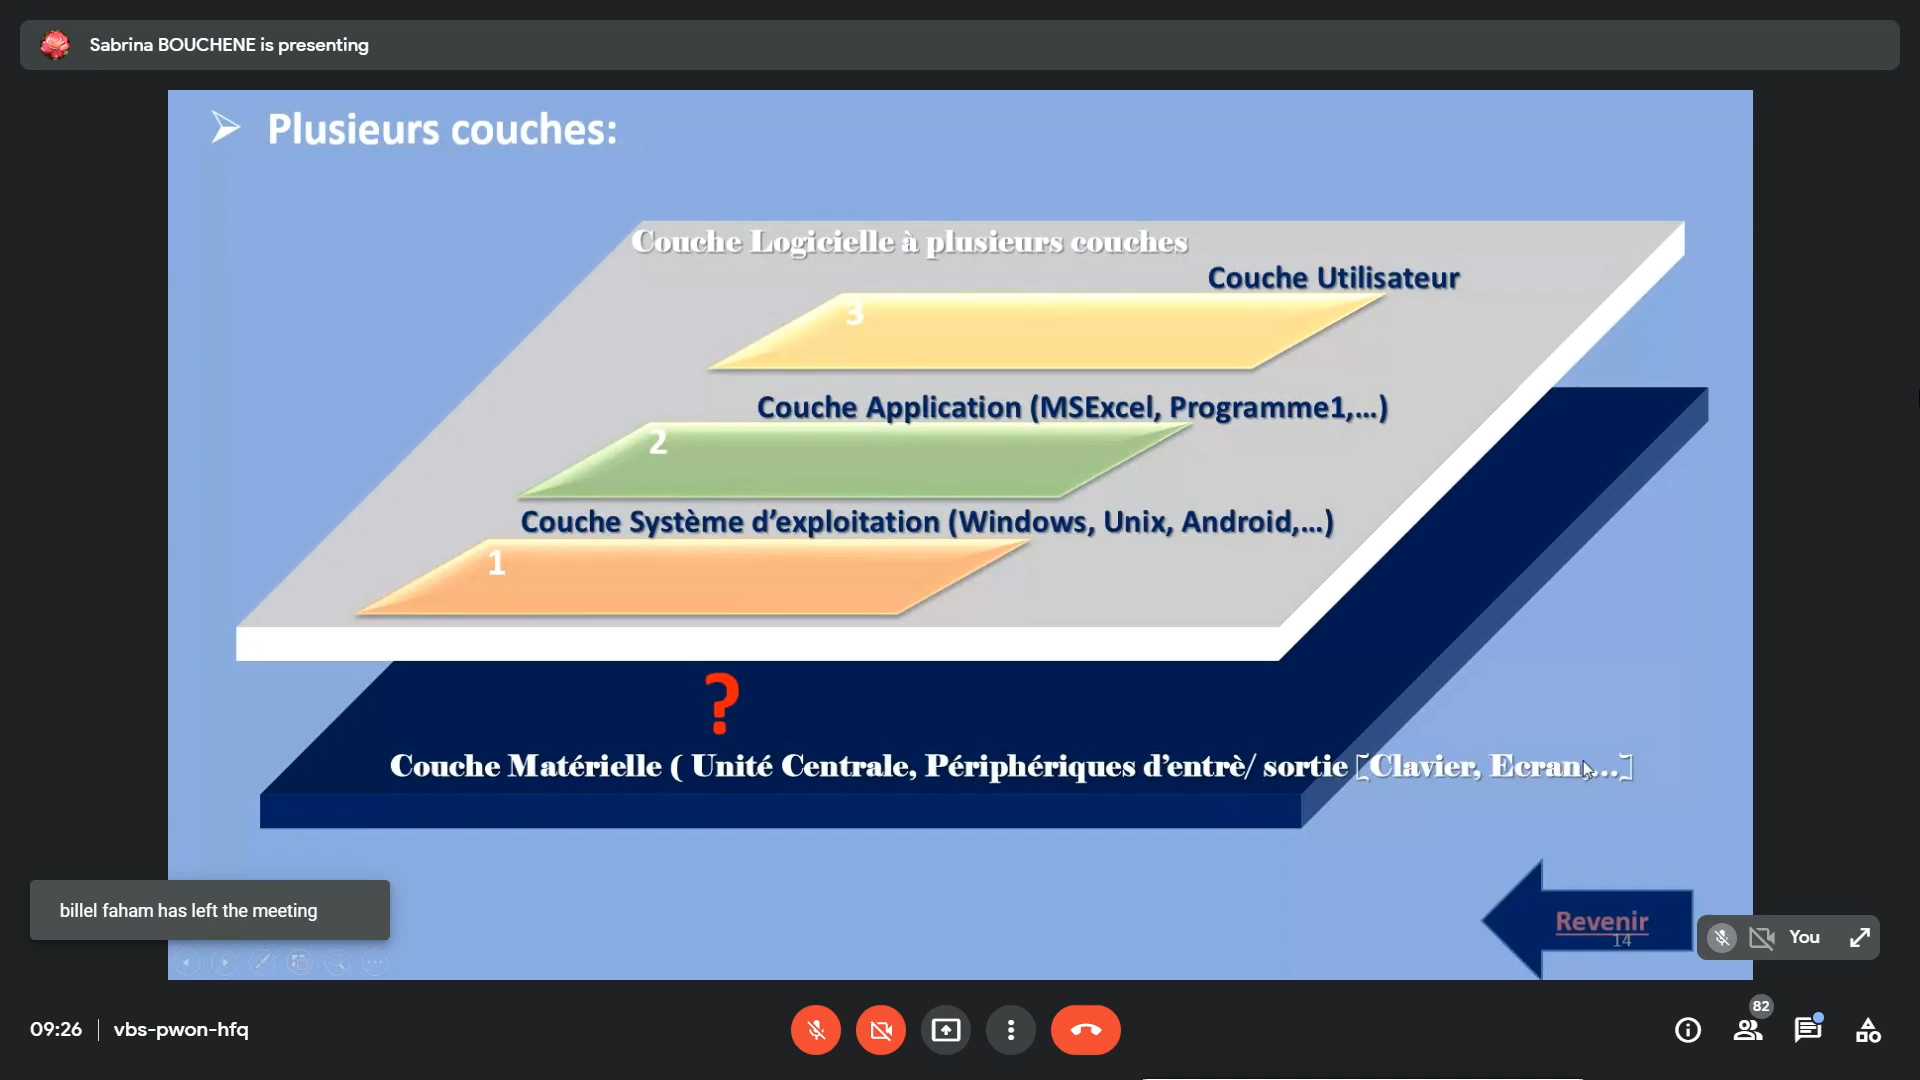 Sabrina BOUCHENE is presenting
Plusieurs couches:
Couche Logicielle à plusieurs couches
Couche Utilisateur
3
Couche Application (MSExcel, Programme1,...)
2
Couche Système d'exploitation (Windows, Unix, Android,...)
1
?
Couche Matérielle ( Unité Centrale, Périphériques d'entrè/ sortie [Clavier, Ecran,...]
billel faham has left the meeting
Revenir
14
You
09:26 | vbs-pwon-hfq
82